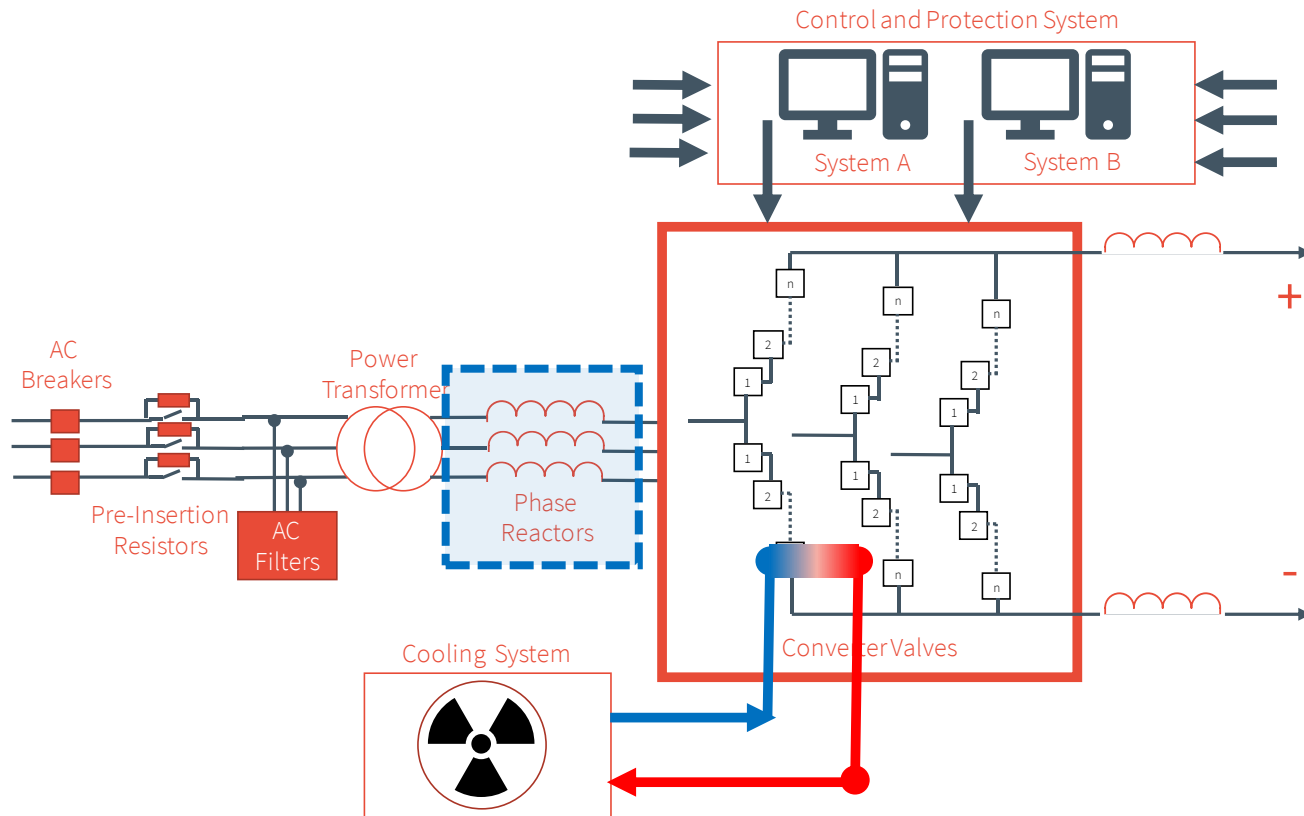 Control and Protection System
System A
System B
n
n
n
+
2
2
2
1
1
1
AC
Breakers
Power
Transformer
1
1
1
2
2
2
Phase
Reactors
Pre-Insertion
Resistors
AC
Filters
n
n
-
Converter Valves
Cooling System